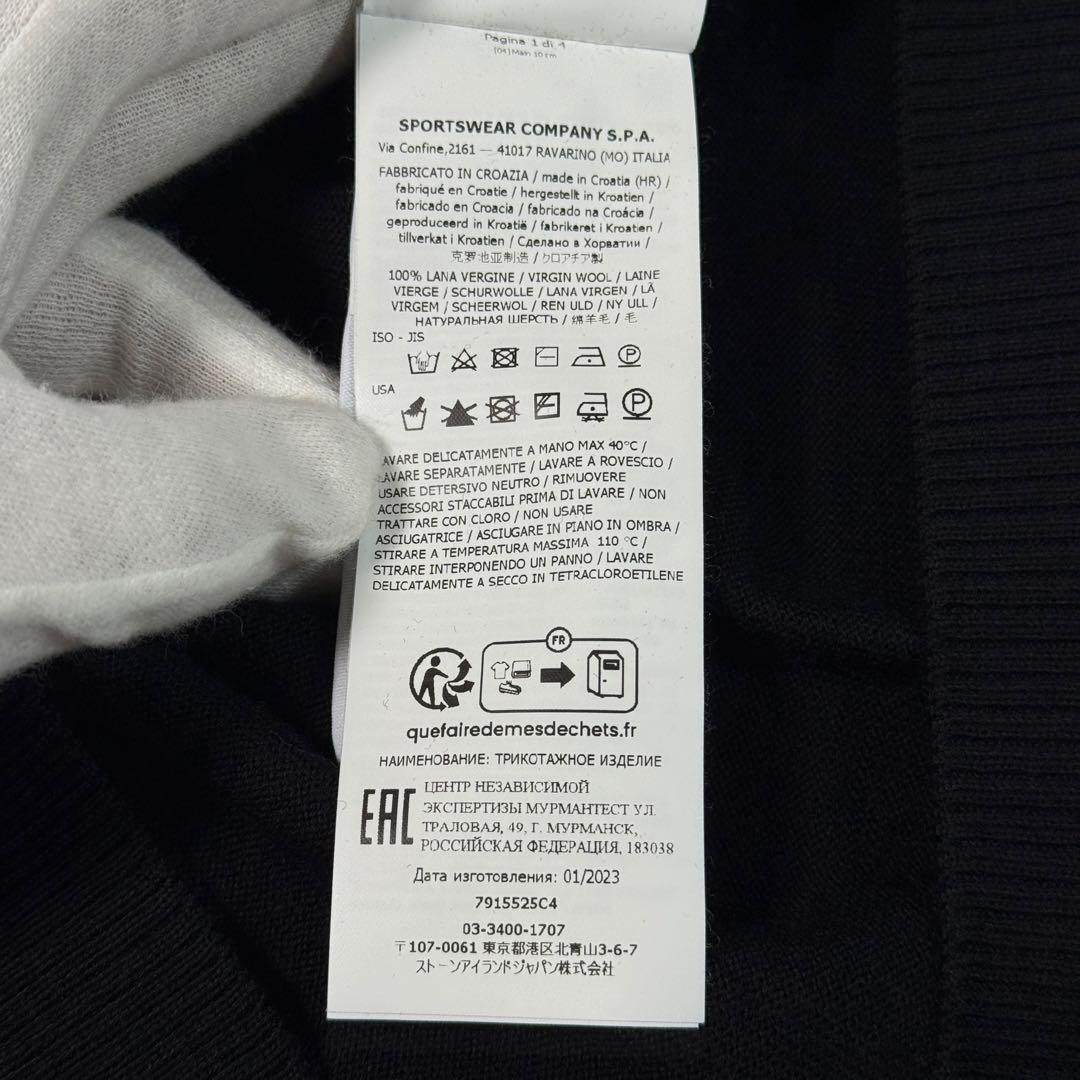 Pagina 1 di 4
SPORTSWEAR COMPANY S.P.A.
Via Confine,2161 — 41017 RAVARINO (MO) ITALIA
FABBRICATO IN CROAZIA / made in Croatia (HR) /
fabriqué en Croatie / hergestellt in Kroatien /
fabricado en Croacia / fabricado na Croácia /
geproduceerd in Kroatië / fabrikeret i Kroatien /
tillverkat i Kroatien / Сделано в Хорватии /
克罗地亚制造 / クロアチア製
100% LANA VERGINE / VIRGIN WOOL / LAINE
VIERGE / SCHURWOLLE / LANA VIRGEN / LÃ
VIRGEM / SCHEERWOL / REN ULD / NY ULL /
НАТУРАЛЬНАЯ ШЕРСТЬ / 绵羊毛 / 毛
ISO - JIS
P
USA
P
LAVARE DELICATAMENTE A MANO MAX 40°C /
LAVARE SEPARATAMENTE / LAVARE A ROVESCIO /
USARE DETERSIVO NEUTRO / RIMUOVERE
ACCESSORI STACCABILI PRIMA DI LAVARE / NON
TRATTARE CON CLORO / NON USARE
ASCIUGATRICE / ASCIUGARE IN PIANO IN OMBRA /
STIRARE A TEMPERATURA MASSIMA 110 °C /
STIRARE INTERPONENDO UN PANNO / LAVARE
DELICATAMENTE A SECCO IN TETRACLOROETILENE
FR
quefairedemesdechets.fr
НАИМЕНОВАНИЕ: ТРИКОТАЖНОЕ ИЗДЕЛИЕ
EAC
ЦЕНТР НЕЗАВИСИМОЙ
ЭКСПЕРТИЗЫ МУРМАНТЕСТ УЛ.
ТРАЛОВАЯ, 49, Г. МУРМАНСК,
РОССИЙСКАЯ ФЕДЕРАЦИЯ, 183038
Дата изготовления: 01/2023
7915525C4
03-3400-1707
〒107-0061 東京都港区北青山3-6-7
ストーンアイランドジャパン株式会社